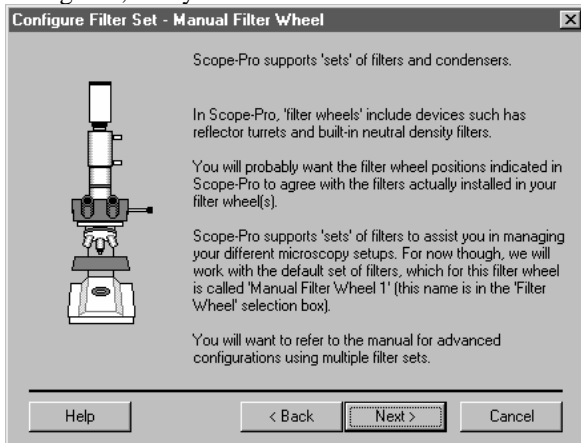 Configure Filter Set - Manual Filter Wheel
Scope-Pro supports 'sets' of filters and condensers.
In Scope-Pro, 'filter wheels' include devices such has
reflector turrets and built-in neutral density filters.
You will probably want the filter wheel positions indicated in
Scope-Pro to agree with the filters actually installed in your
filter wheel(s).
Scope-Pro supports 'sets' of filters to assist you in managing
your different microscopy setups. For now though, we will
work with the default set of filters, which for this filter wheel
is called 'Manual Filter Wheel 1' (this name is in the 'Filter
Wheel' selection box).
You will want to refer to the manual for advanced
configurations using multiple filter sets.
Help
< Back
Next >
Cancel